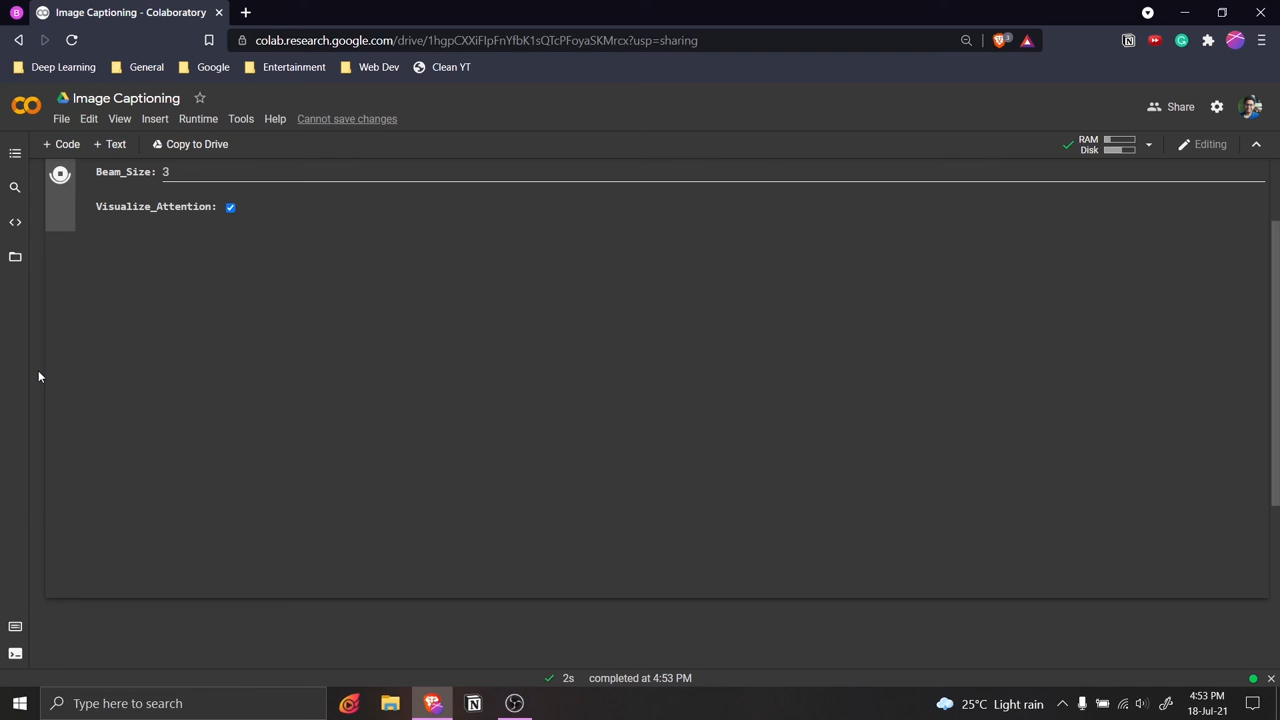 Image Captioning - Colaboratory
colab.research.google.com/drive/1hgpCXXiFIpFnYfbK1sQTcPFoyaSKMrcx?usp=sharing
3
Deep Learning General Google Entertainment Web Dev Clean YT
Image Captioning
Share
File Edit View Insert Runtime Tools Help Cannot save changes
+ Code + Text Copy to Drive
RAM
Disk
Editing
Beam_Size: 3
Visualize_Attention:
2s completed at 4:53 PM
Type here to search
25°C Light rain
4:53 PM
18-Jul-21